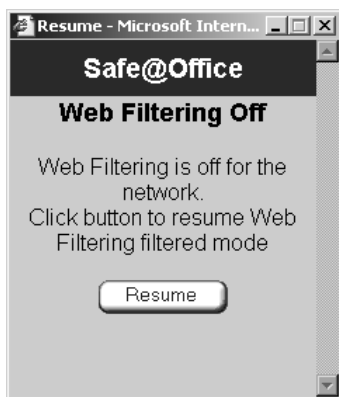 Resume - Microsoft Intern...
Safe@Office
Web Filtering Off
Web Filtering is off for the
network.
Click button to resume Web
Filtering filtered mode
Resume